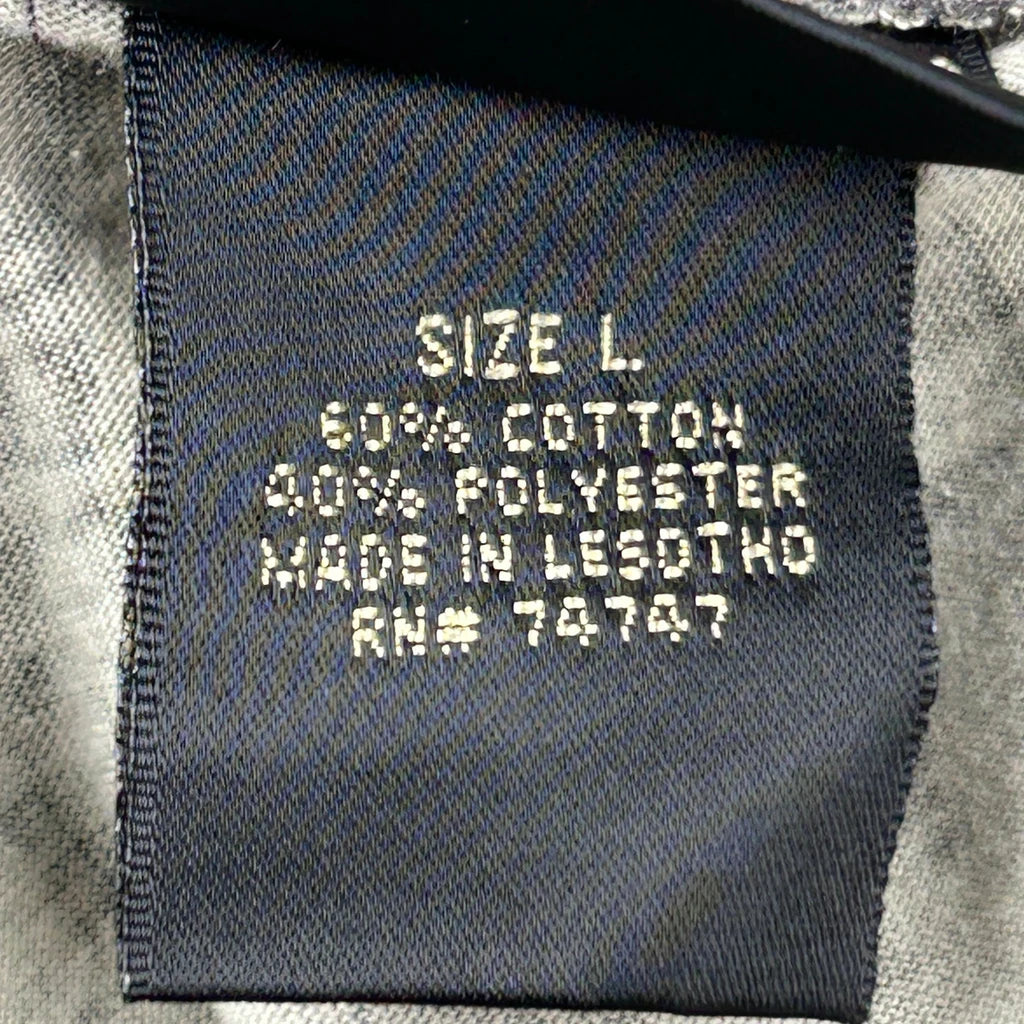 SIZE L.
60% COTTON
40% POLYESTER
MADE IN LESOTHO
RN# 74747